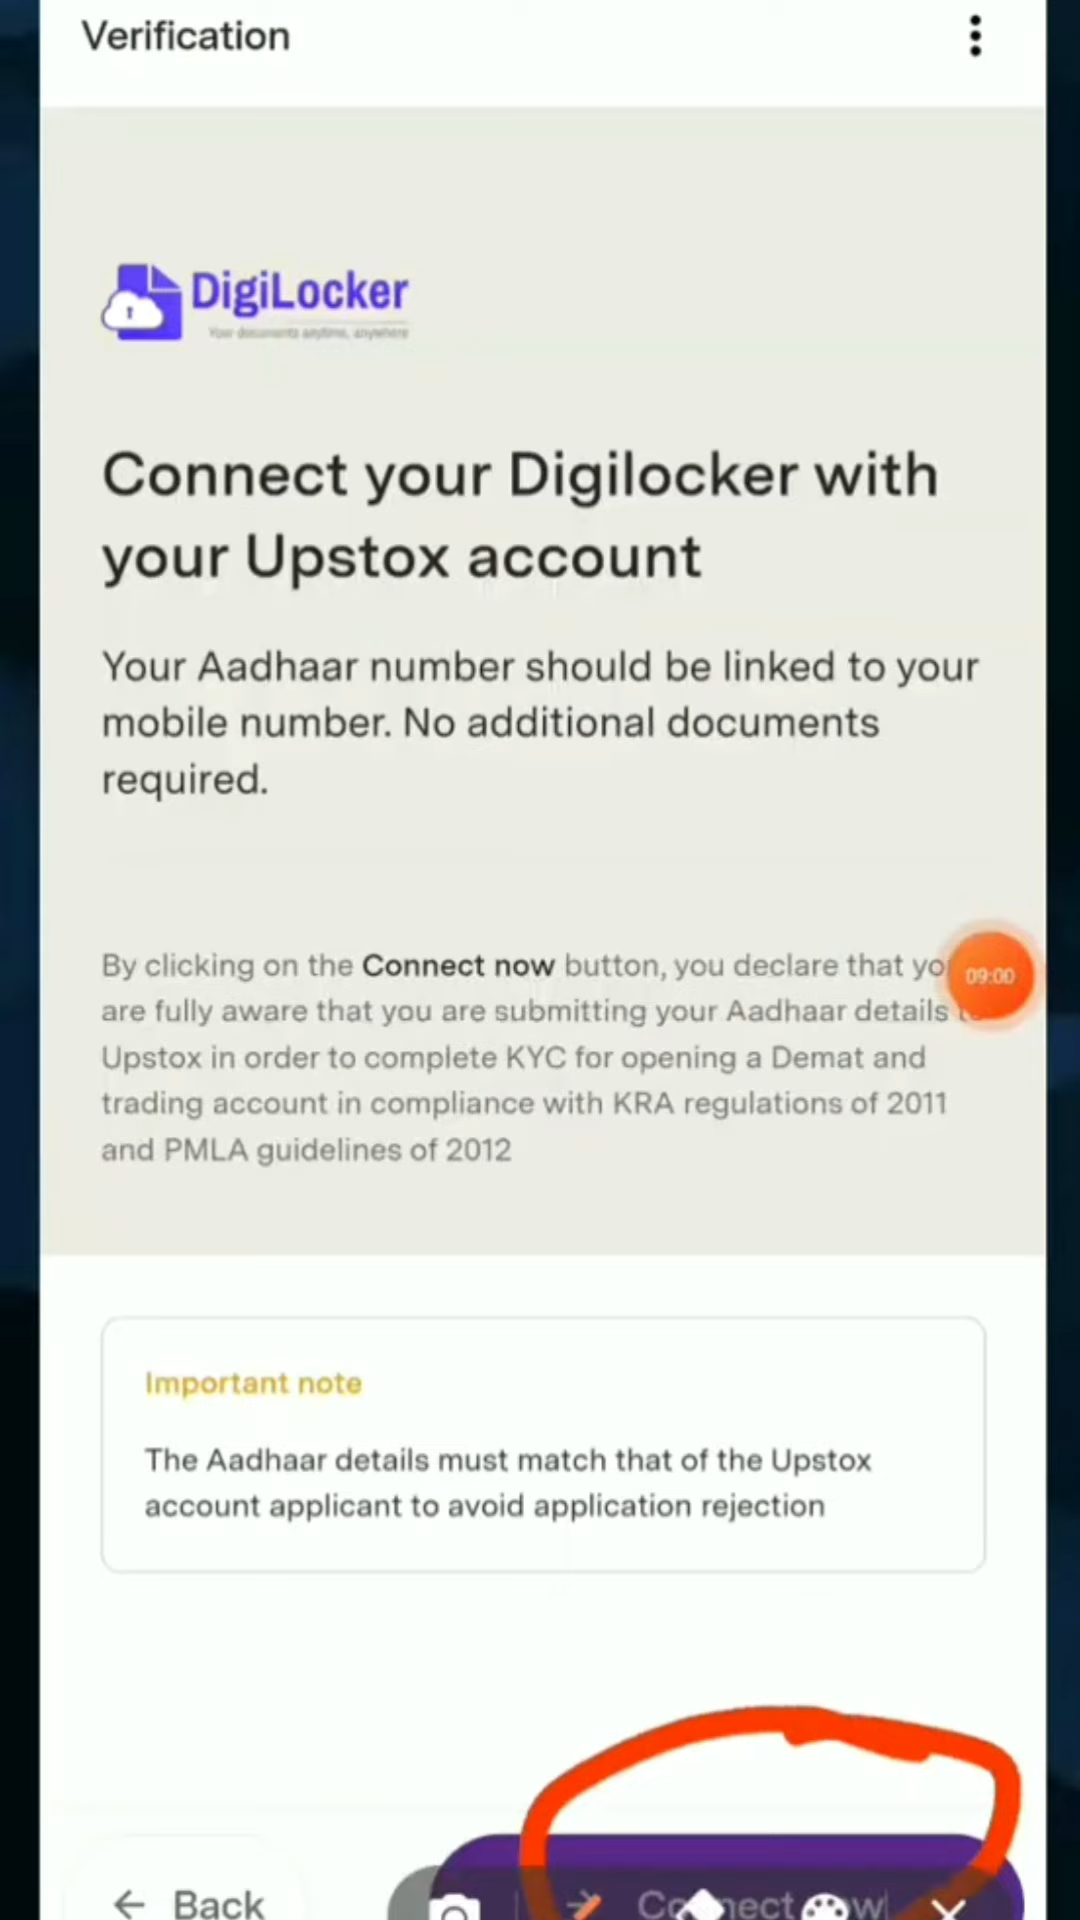 Verification
DigiLocker
Your documents anytime, anywhere
Connect your Digilocker with
your Upstox account
Your Aadhaar number should be linked to your
mobile number. No additional documents
required.
By clicking on the Connect now button, you declare that yo
09:00
are fully aware that you are submitting your Aadhaar details
Upstox in order to complete KYC for opening a Demat and
trading account in compliance with KRA regulations of 2011
and PMLA guidelines of 2012
Important note
The Aadhaar details must match that of the Upstox
account applicant to avoid application rejection
Back